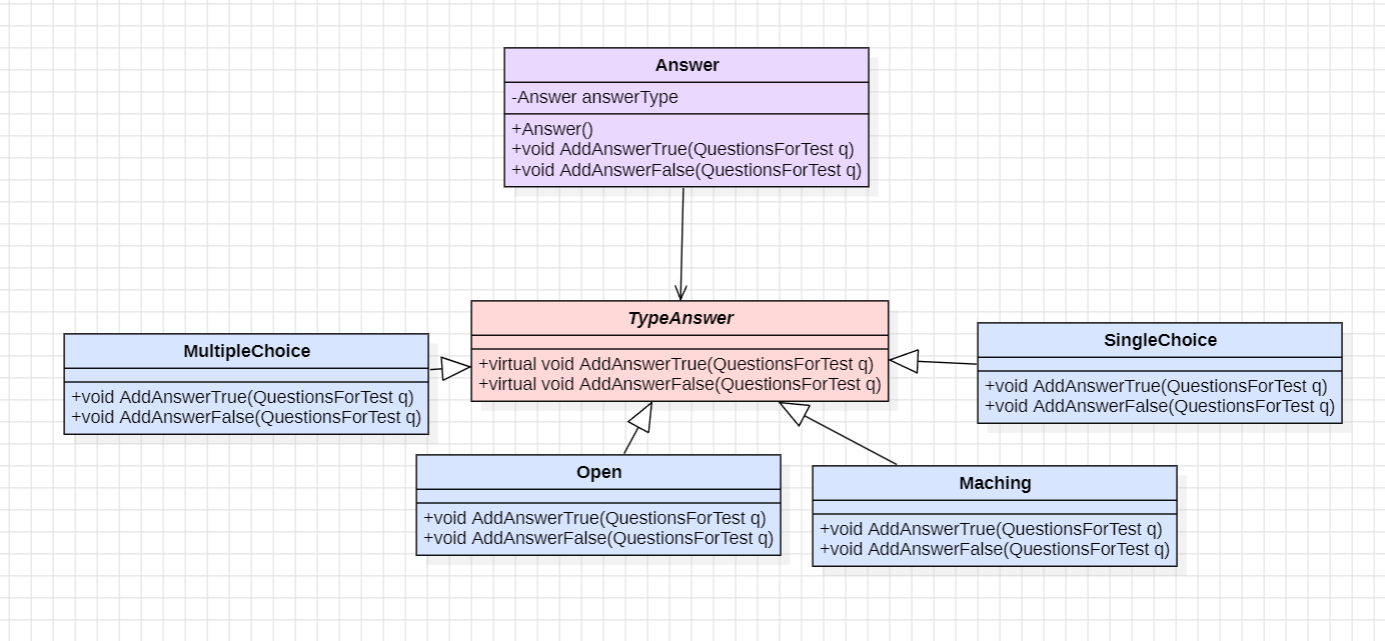 Answer
-Answer answerType
+Answer()
+void AddAnswerTrue(QuestionsForTest q)
+void AddAnswerFalse(QuestionsForTest q)
TypeAnswer
+virtual void AddAnswerTrue(QuestionsForTest q)
+virtual void AddAnswerFalse(QuestionsForTest q)
MultipleChoice
+void AddAnswerTrue(QuestionsForTest q)
+void AddAnswerFalse(QuestionsForTest q)
SingleChoice
+void AddAnswerTrue(QuestionsForTest q)
+void AddAnswerFalse(QuestionsForTest q)
Open
+void AddAnswerTrue(QuestionsForTest q)
+void AddAnswerFalse(QuestionsForTest q)
Maching
+void AddAnswerTrue(QuestionsForTest q)
+void AddAnswerFalse(QuestionsForTest q)